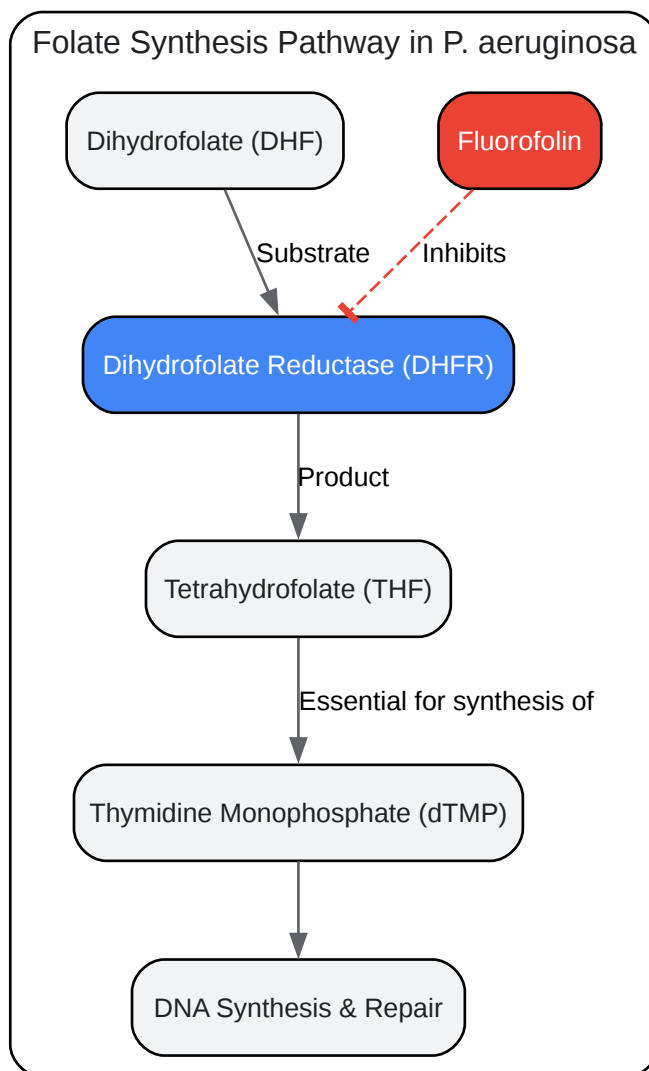 Folate Synthesis Pathway in P. aeruginosa
Dihydrofolate (DHF)
Fluorofolin
Substrate
Inhibits
Dihydrofolate Reductase (DHFR)
Product
Tetrahydrofolate (THF)
Essential for synthesis of
Thymidine Monophosphate (dTMP)
DNA Synthesis & Repair